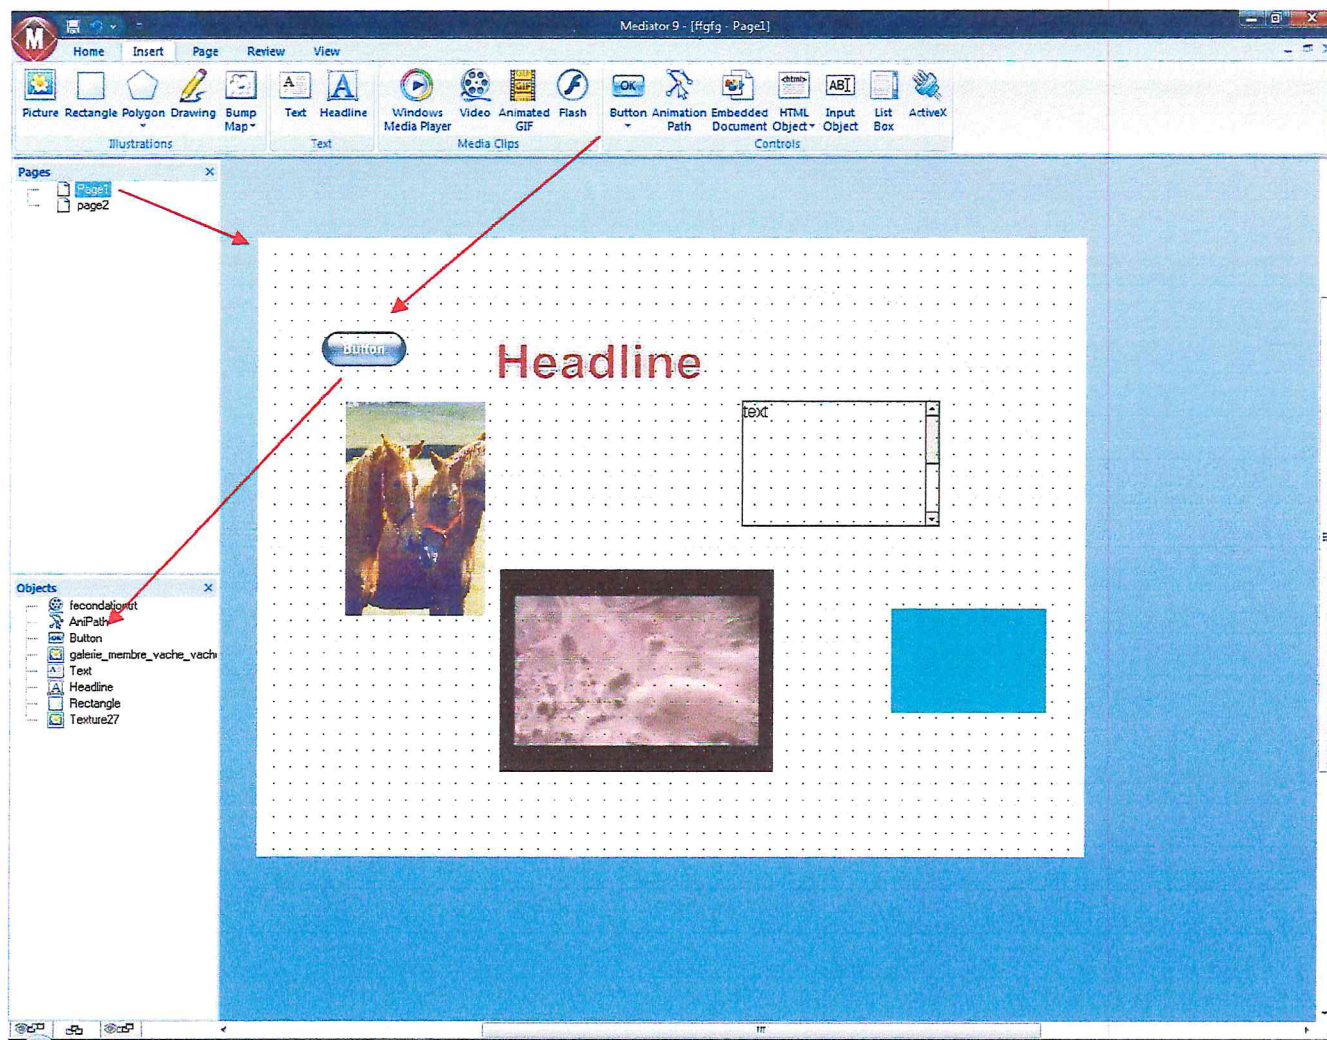 Mediator 9 - [ffgfg - Page1]
M
Home Insert Page Review View
Picture Rectangle Polygon Drawing Bump Map
Text Headline
Windows Media Player Video Animated GIF Flash
Button Animation Path Embedded Document HTML Object Input Object List Box ActiveX
Illustrations Text Media Clips Controls
Pages
Page1
page2
Button
Headline
text
Objects
AniPath
Button
galerie_membre_vache_vach
Text
Headline
Rectangle
Texture27